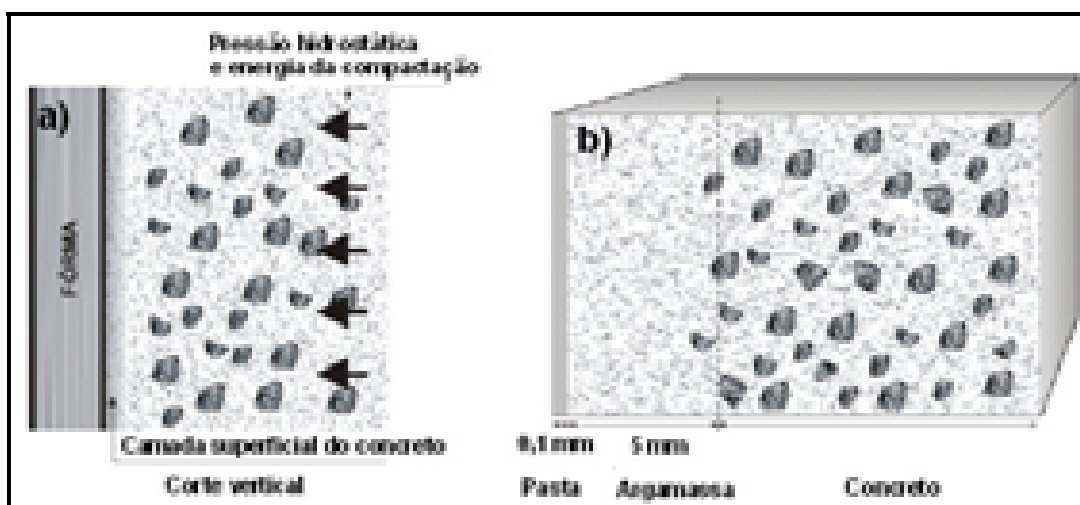 Pressão hidrostática
e energia da compactação
a)
FÔRMA
Camada superficial do concreto
Corte vertical
b)
0,1 mm 5 mm
Pasta Argamassa Concreto